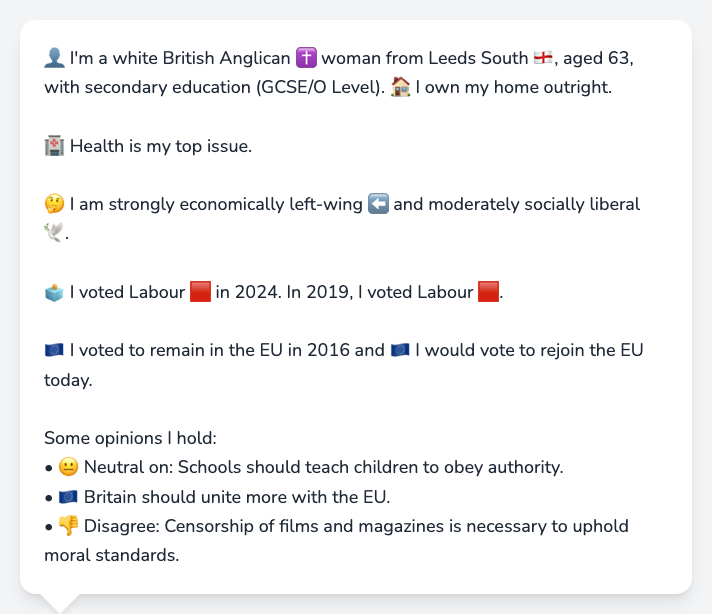 👤 I'm a white British Anglican ✝️ woman from Leeds South 🏴󠁧󠁢󠁥󠁮󠁧󠁿, aged 63,
with secondary education (GCSE/O Level). 🏠 I own my home outright.
🏥 Health is my top issue.
🤔 I am strongly economically left-wing ⬅️ and moderately socially liberal
🕊️.
🗳️ I voted Labour 🟥 in 2024. In 2019, I voted Labour 🟥.
🇪🇺 I voted to remain in the EU in 2016 and 🇪🇺 I would vote to rejoin the EU
today.
Some opinions I hold:
• 😐 Neutral on: Schools should teach children to obey authority.
• 🇪🇺 Britain should unite more with the EU.
• 👎 Disagree: Censorship of films and magazines is necessary to uphold
moral standards.